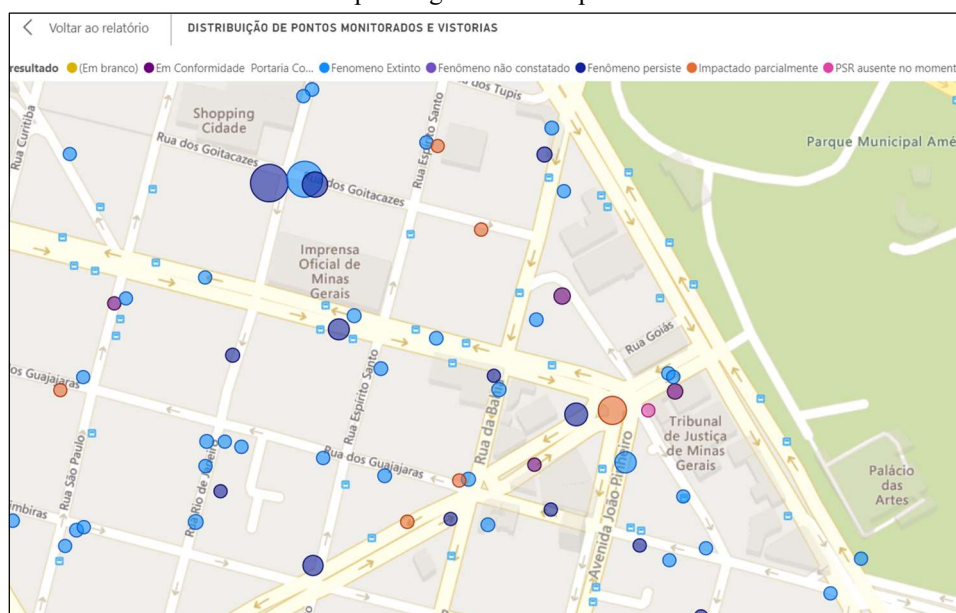 Voltar ao relatório
DISTRIBUIÇÃO DE PONTOS MONITORADOS E VISTORIAS
resultado (Em branco) Em Conformidade Portaria Co... Fenomeno Extinto Fenômeno não constatado Fenômeno persiste Impactado parcialmente PSR ausente no moment
dos Tupis
Shopping
Cidade
Rua Curitiba
Rua dos Goitacazes
Rua Espírito Santo
Parque Municipal Amé
dos Goitacazes
Imprensa
Oficial de
Minas
Gerais
Rua Goiás
os Guajajaras
Rua Espírito Santo
Rua da Bahia
Tribunal
de Justiça
de Minas
Gerais
Rua São Paulo
Rio de Janeiro
Rua dos Guajajaras
Avenida João Pinheiro
Palácio
das
Artes
imbiras